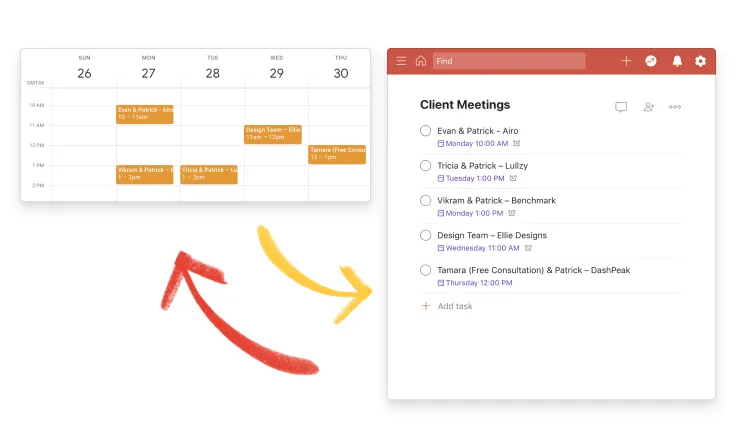 SUN MON TUE WED THU
26 27 28 29 30
GMT-06
10 AM
Evan & Patrick - Airo
10 – 11am
11 AM
Design Team – Ellie
11am – 12pm
12 PM
Tamara (Free Consu
12 – 1pm
1 PM
Vikram & Patrick – B
1 – 2pm
Tricia & Patrick – Lu
1 – 2pm
2 PM
Find
Client Meetings
Evan & Patrick - Airo
Monday 10:00 AM
Tricia & Patrick – Lullzy
Tuesday 1:00 PM
Vikram & Patrick – Benchmark
Monday 1:00 PM
Design Team – Ellie Designs
Wednesday 11:00 AM
Tamara (Free Consultation) & Patrick – DashPeak
Thursday 12:00 PM
Add task